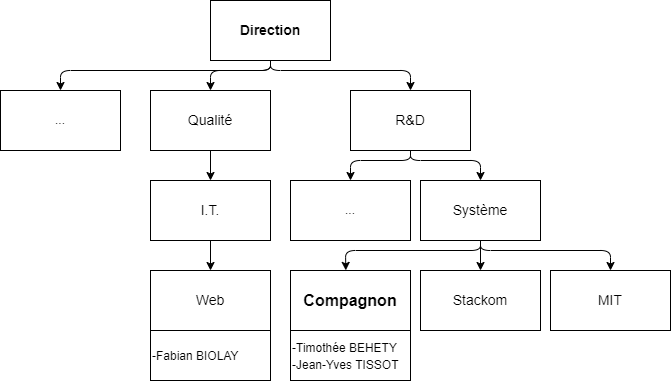 Direction
...
Qualité
R&D
I.T.
...
Système
Web
Compagnon
Stackom
MIT
-Fabian BIOLAY
-Timothée BEHETY
-Jean-Yves TISSOT